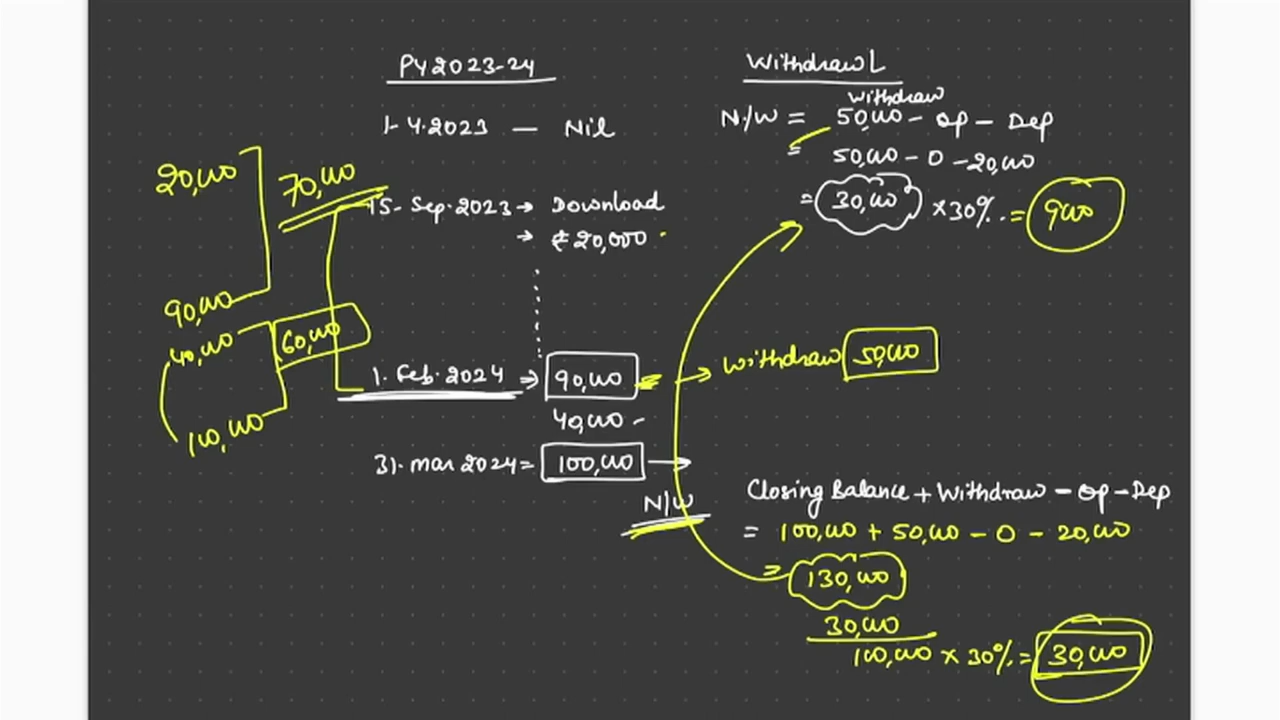 PY 2023-24
1-4.2023 — Nil
20,000
70,000
15-Sep.2023 → Download
→ ₹20,000
90,000
40,000
60,000
100,000
1.Feb.2024 ⇒ 90,000
40,000 -
31.mar 2024 = 100,000 →
N/W
Withdrawl
withdraw
N/W = 50,000 - op - Dep
= 50,000 - 0 - 20,000
= 30,000 × 30% = 9000
→ withdraw 50,000
Closing Balance + withdraw - op - Dep
= 100,000 + 50,000 - 0 - 20,000
⇒ 130,000
30,000
100,000 × 30% = 30,000